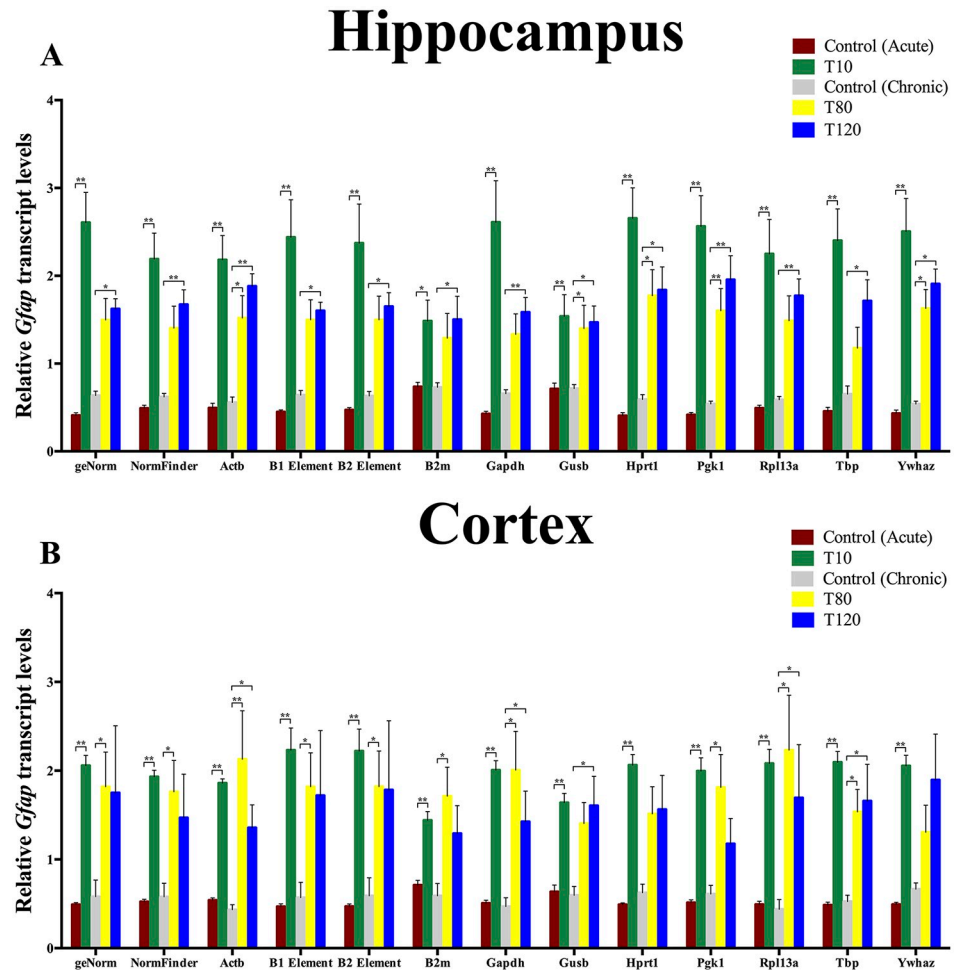 Hippocampus
A
Control (Acute)
T10
Control (Chronic)
T80
T120
Relative Gfap transcript levels
4
3
2
1
0
** * ** ** ** * ** ** ** * ** * * * * ** ** ** * * ** * * ** ** ** ** ** ** * ** * *
geNorm NormFinder Actb B1 Element B2 Element B2m Gapdh Gusb Hprt1 Pgk1 Rpl13a Tbp Ywhaz
Cortex
B
Control (Acute)
T10
Control (Chronic)
T80
T120
Relative Gfap transcript levels
4
3
2
1
0
** * ** * ** ** * ** * ** * ** * ** * * ** * ** ** * ** * * ** * * **
geNorm NormFinder Actb B1 Element B2 Element B2m Gapdh Gusb Hprt1 Pgk1 Rpl13a Tbp Ywhaz